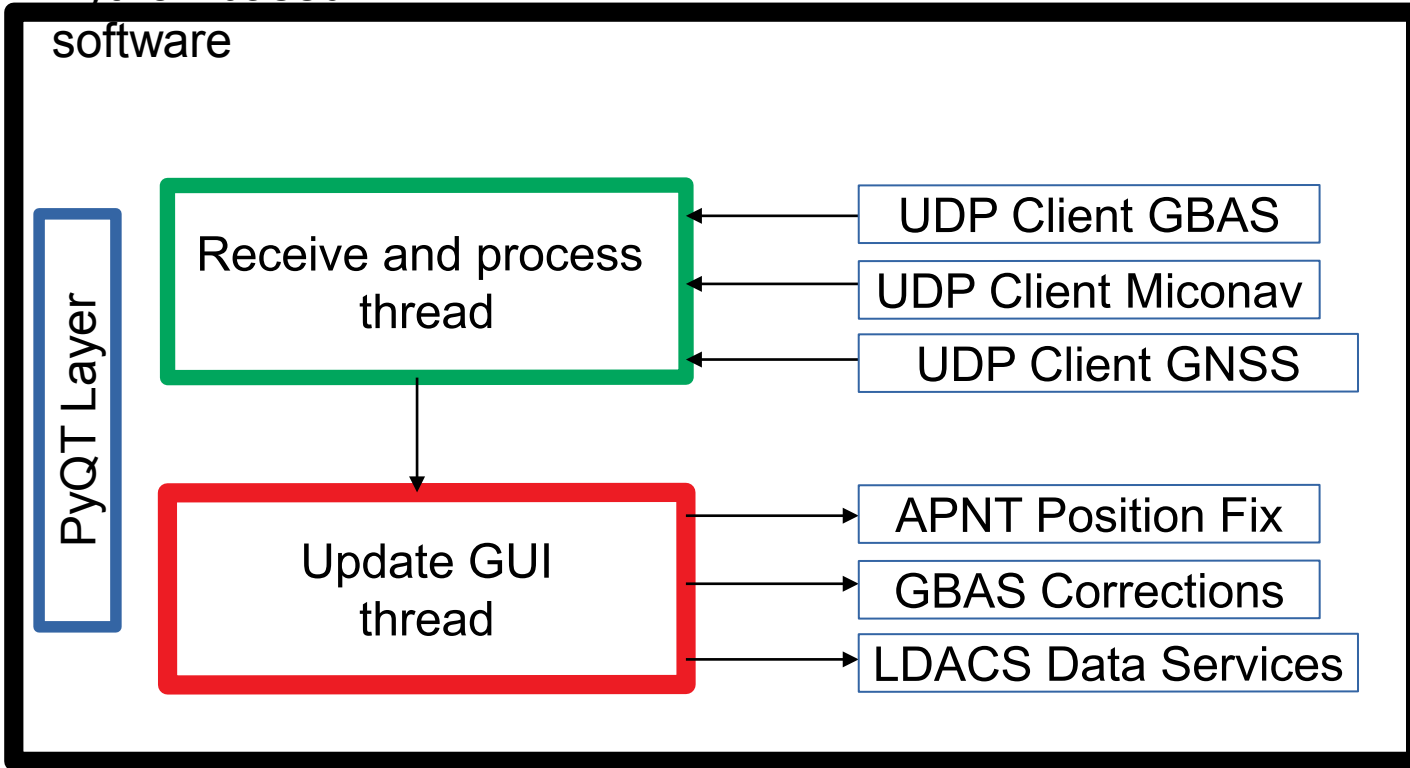 software
PyQT Layer
Receive and process
thread
UDP Client GBAS
UDP Client Miconav
UDP Client GNSS
Update GUI
thread
APNT Position Fix
GBAS Corrections
LDACS Data Services